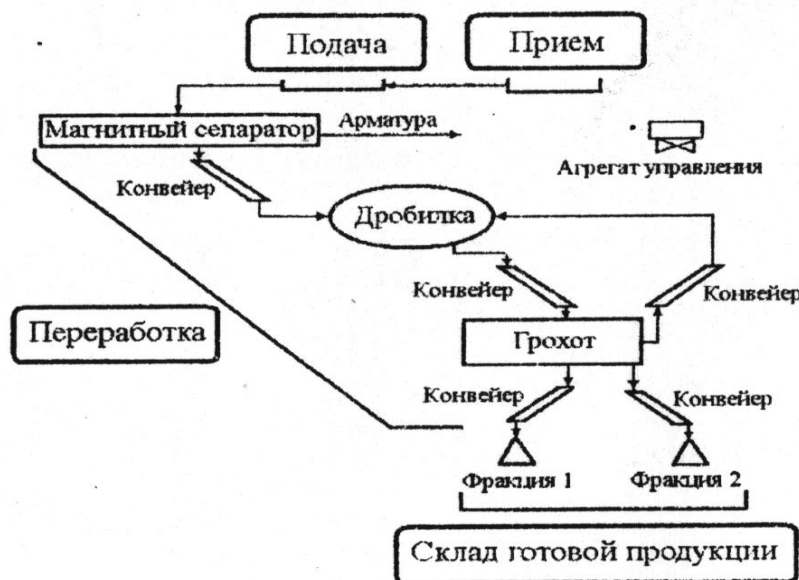 Подача
Прием
Магнитный сепаратор
Арматура
Агрегат управления
Конвейер
Дробилка
Конвейер
Конвейер
Переработка
Грохот
Конвейер
Конвейер
Фракция 1
Фракция 2
Склад готовой продукции